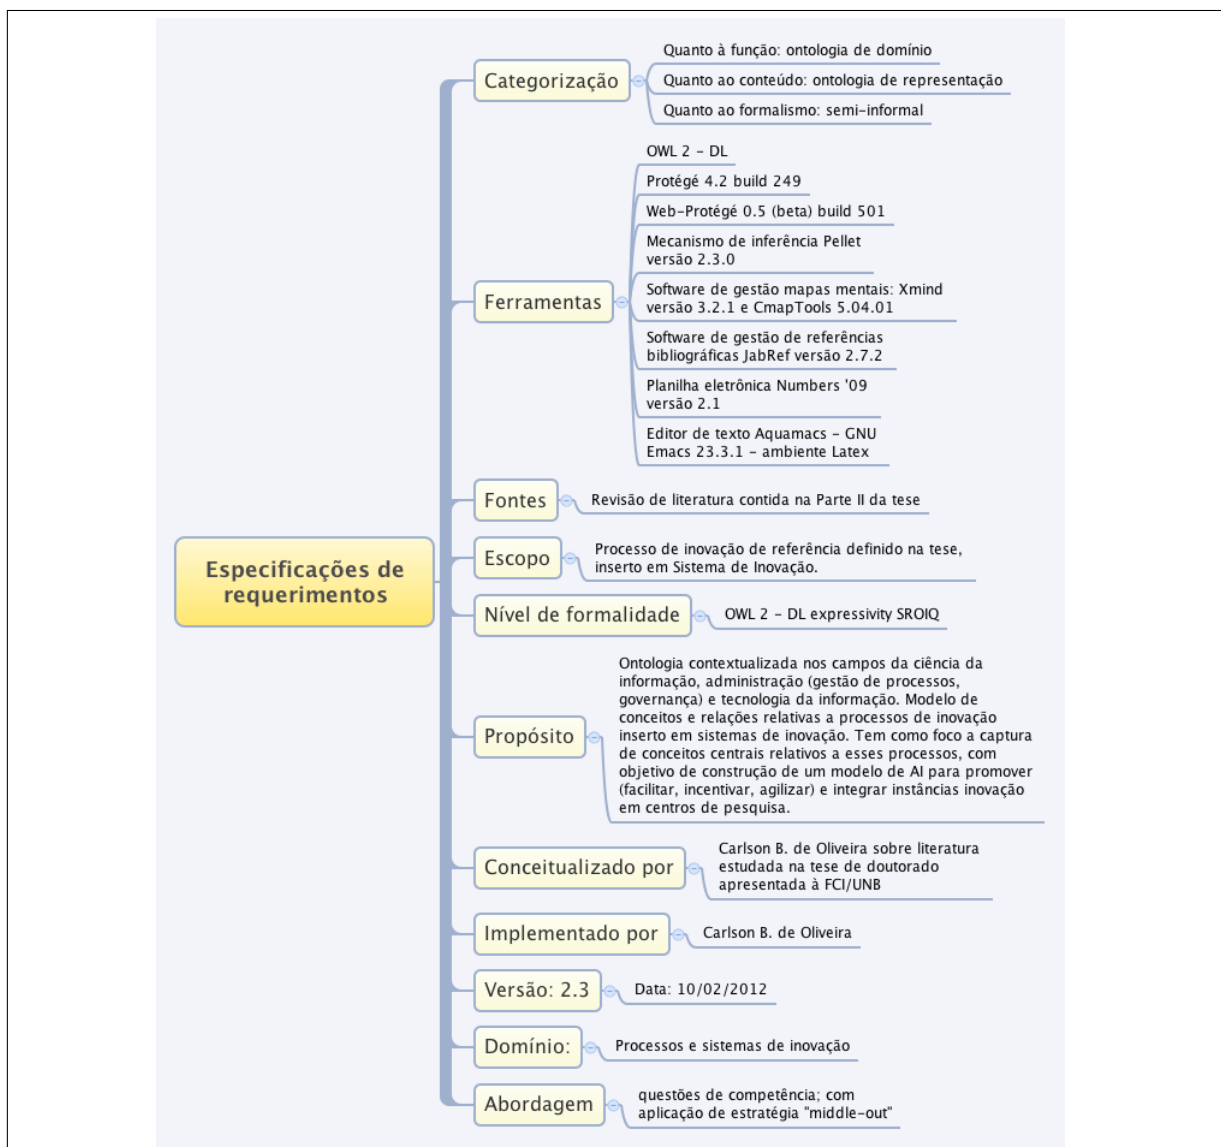 Especificações de
requerimentos
Categorização
Quanto à função: ontologia de domínio
Quanto ao conteúdo: ontologia de representação
Quanto ao formalismo: semi-informal
Ferramentas
OWL 2 - DL
Protégé 4.2 build 249
Web-Protégé 0.5 (beta) build 501
Mecanismo de inferência Pellet
versão 2.3.0
Software de gestão mapas mentais: Xmind
versão 3.2.1 e CmapTools 5.04.01
Software de gestão de referências
bibliográficas JabRef versão 2.7.2
Planilha eletrônica Numbers '09
versão 2.1
Editor de texto Aquamacs - GNU
Emacs 23.3.1 - ambiente Latex
Fontes
Revisão de literatura contida na Parte II da tese
Escopo
Processo de inovação de referência definido na tese,
inserto em Sistema de Inovação.
Nível de formalidade
OWL 2 - DL expressivity SROIQ
Propósito
Ontologia contextualizada nos campos da ciência da
informação, administração (gestão de processos,
governança) e tecnologia da informação. Modelo de
conceitos e relações relativas a processos de inovação
inserto em sistemas de inovação. Tem como foco a captura
de conceitos centrais relativos a esses processos, com
objetivo de construção de um modelo de AI para promover
(facilitar, incentivar, agilizar) e integrar instâncias inovação
em centros de pesquisa.
Conceitualizado por
Carlson B. de Oliveira sobre literatura
estudada na tese de doutorado
apresentada à FCI/UNB
Implementado por
Carlson B. de Oliveira
Versão: 2.3
Data: 10/02/2012
Domínio:
Processos e sistemas de inovação
Abordagem
questões de competência; com
aplicação de estratégia "middle-out"